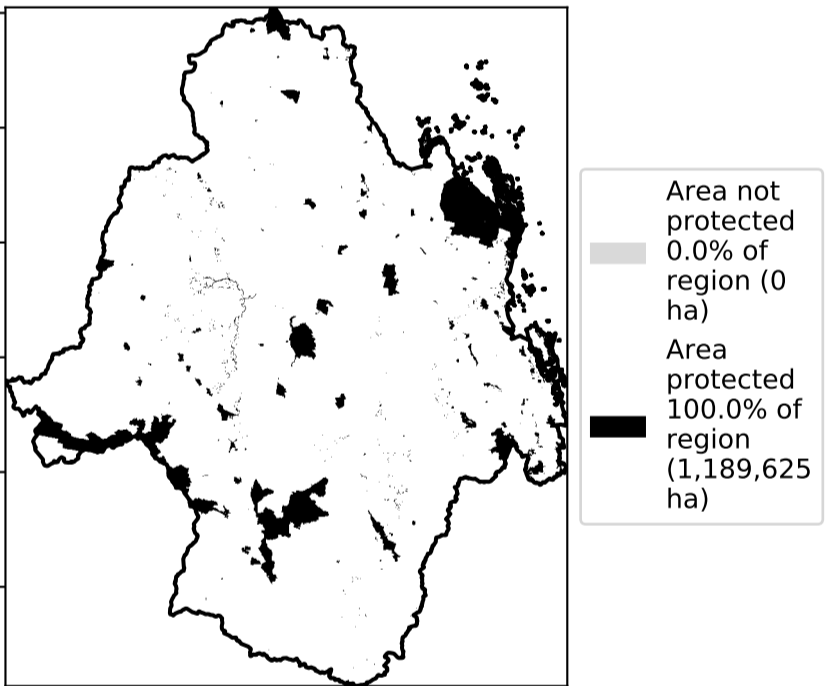 Area not
protected
0.0% of
region (0
ha)
Area
protected
100.0% of
region
(1,189,625
ha)